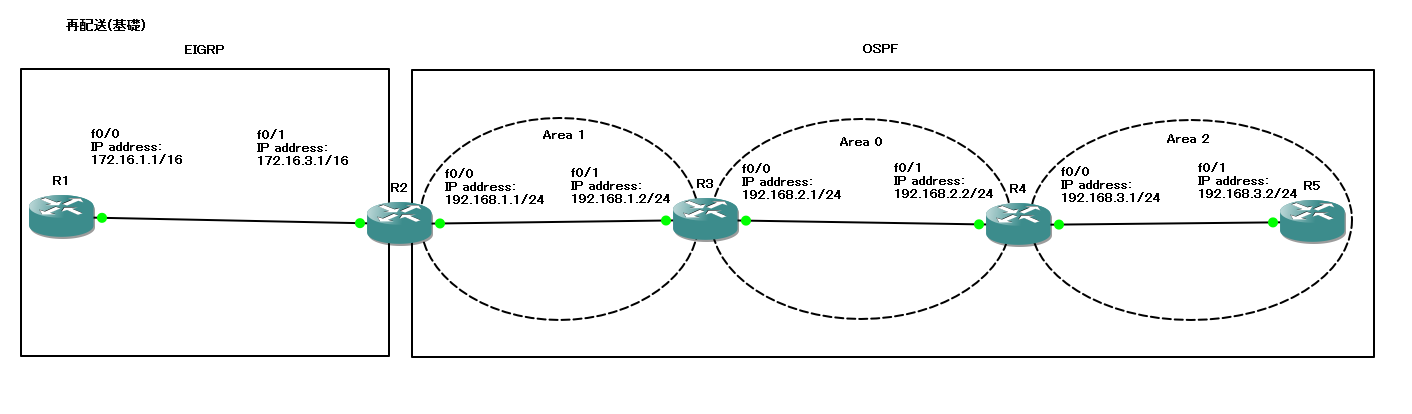 再配送(基礎)
EIGRP
OSPF
f0/0
IP address:
172.16.1.1/16
f0/1
IP address:
172.16.3.1/16
R1
R2
Area 1
f0/0
IP address:
192.168.1.1/24
f0/1
IP address:
192.168.1.2/24
R3
Area 0
f0/0
IP address:
192.168.2.1/24
f0/1
IP address:
192.168.2.2/24
R4
Area 2
f0/0
IP address:
192.168.3.1/24
f0/1
IP address:
192.168.3.2/24
R5